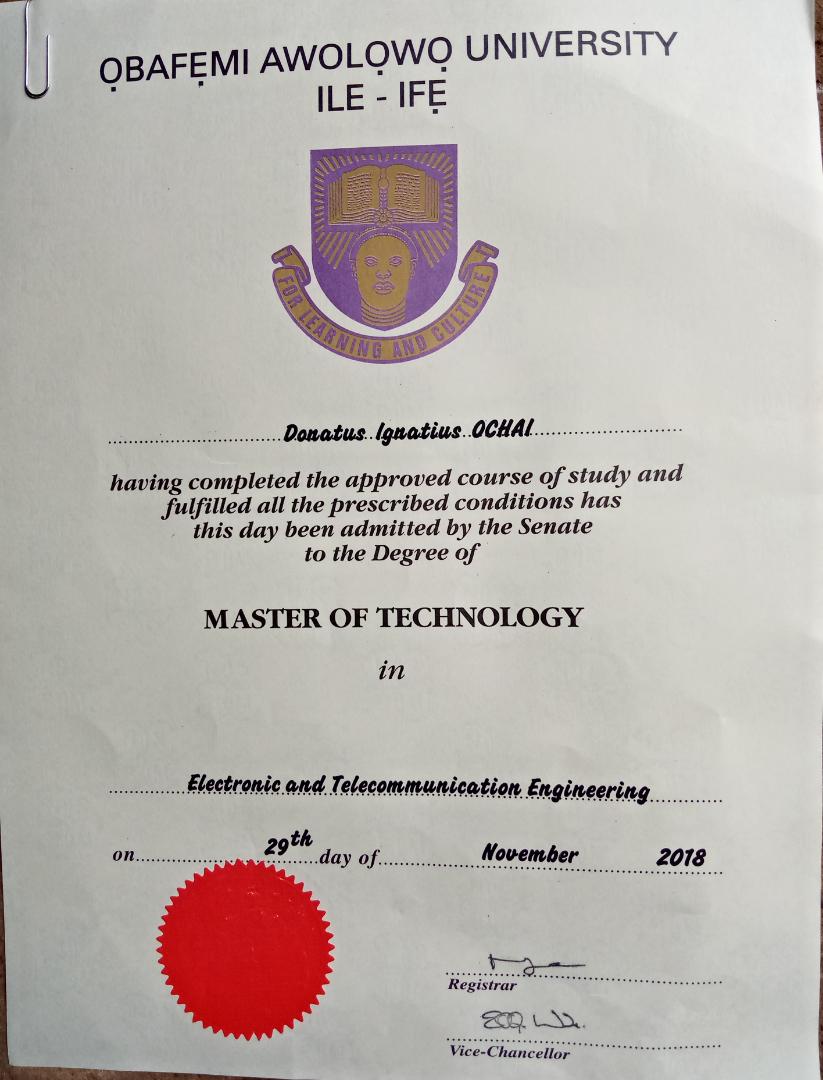 ỌBAFẸMI AWOLỌWỌ UNIVERSITY
ILE - IFẸ
FOR LEARNING AND CULTURE
Donatus Ignatius OCHAI
having completed the approved course of study and
fulfilled all the prescribed conditions has
this day been admitted by the Senate
to the Degree of
MASTER OF TECHNOLOGY
in
Electronic and Telecommunication Engineering
on 29th day of November 2018
Registrar
Vice-Chancellor